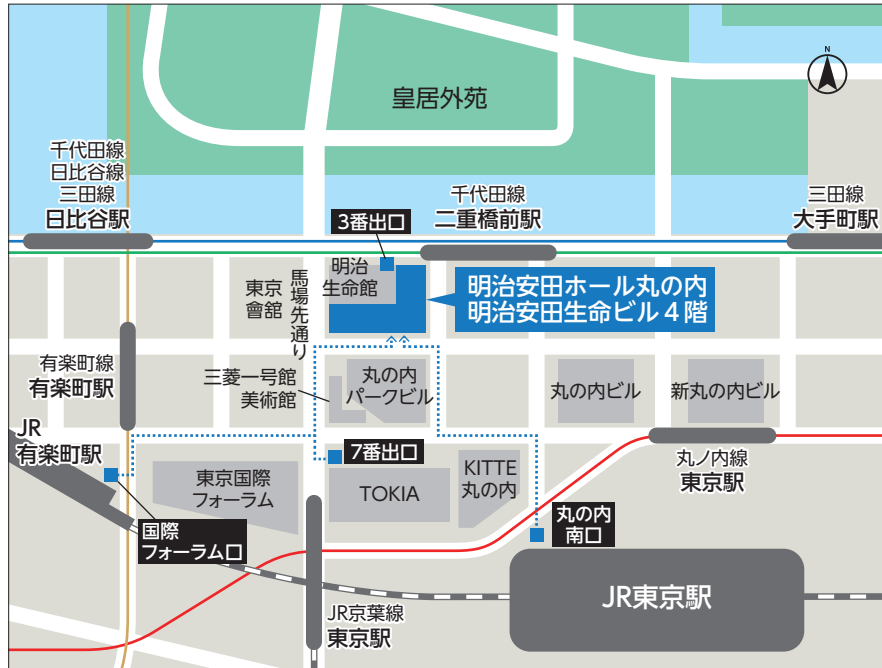 N
皇居外苑
千代田線
日比谷線
三田線
日比谷駅
千代田線
二重橋前駅
三田線
大手町駅
3番出口
明治
生命館
東京
會舘
馬場先通り
明治安田ホール丸の内
明治安田生命ビル4階
有楽町線
有楽町駅
三菱一号館
美術館
丸の内
パークビル
丸の内ビル
新丸の内ビル
JR
有楽町駅
7番出口
丸ノ内線
東京駅
東京国際
フォーラム
TOKIA
KITTE
丸の内
国際
フォーラム口
丸の内
南口
JR東京駅
JR京葉線
東京駅